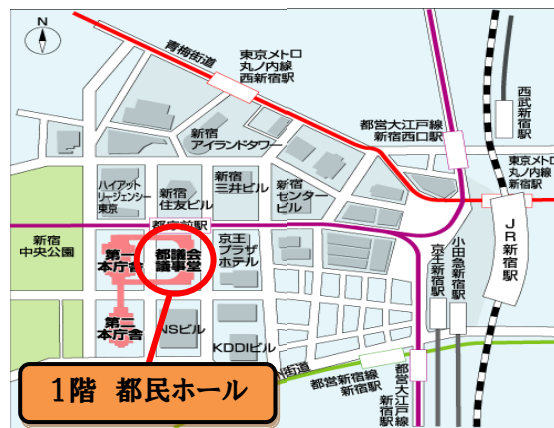 N
青梅街道
東京メトロ
丸ノ内線
西新宿駅
西武新宿駅
都営大江戸線
新宿西口駅
新宿
アイランドタワー
東京メトロ
丸ノ内線
新宿駅
ハイアット
リージェンシー
東京
新宿
住友ビル
新宿
三井ビル
新宿
センター
ビル
都庁前駅
JR新宿駅
新宿
中央公園
第一
本庁舎
都議会
議事堂
京王
プラザ
ホテル
小田急新宿駅
京王新宿駅
第二
本庁舎
NSビル
KDDIビル
街道
都営新宿線
新宿駅
都営大江戸線
新宿駅
1階 都民ホール